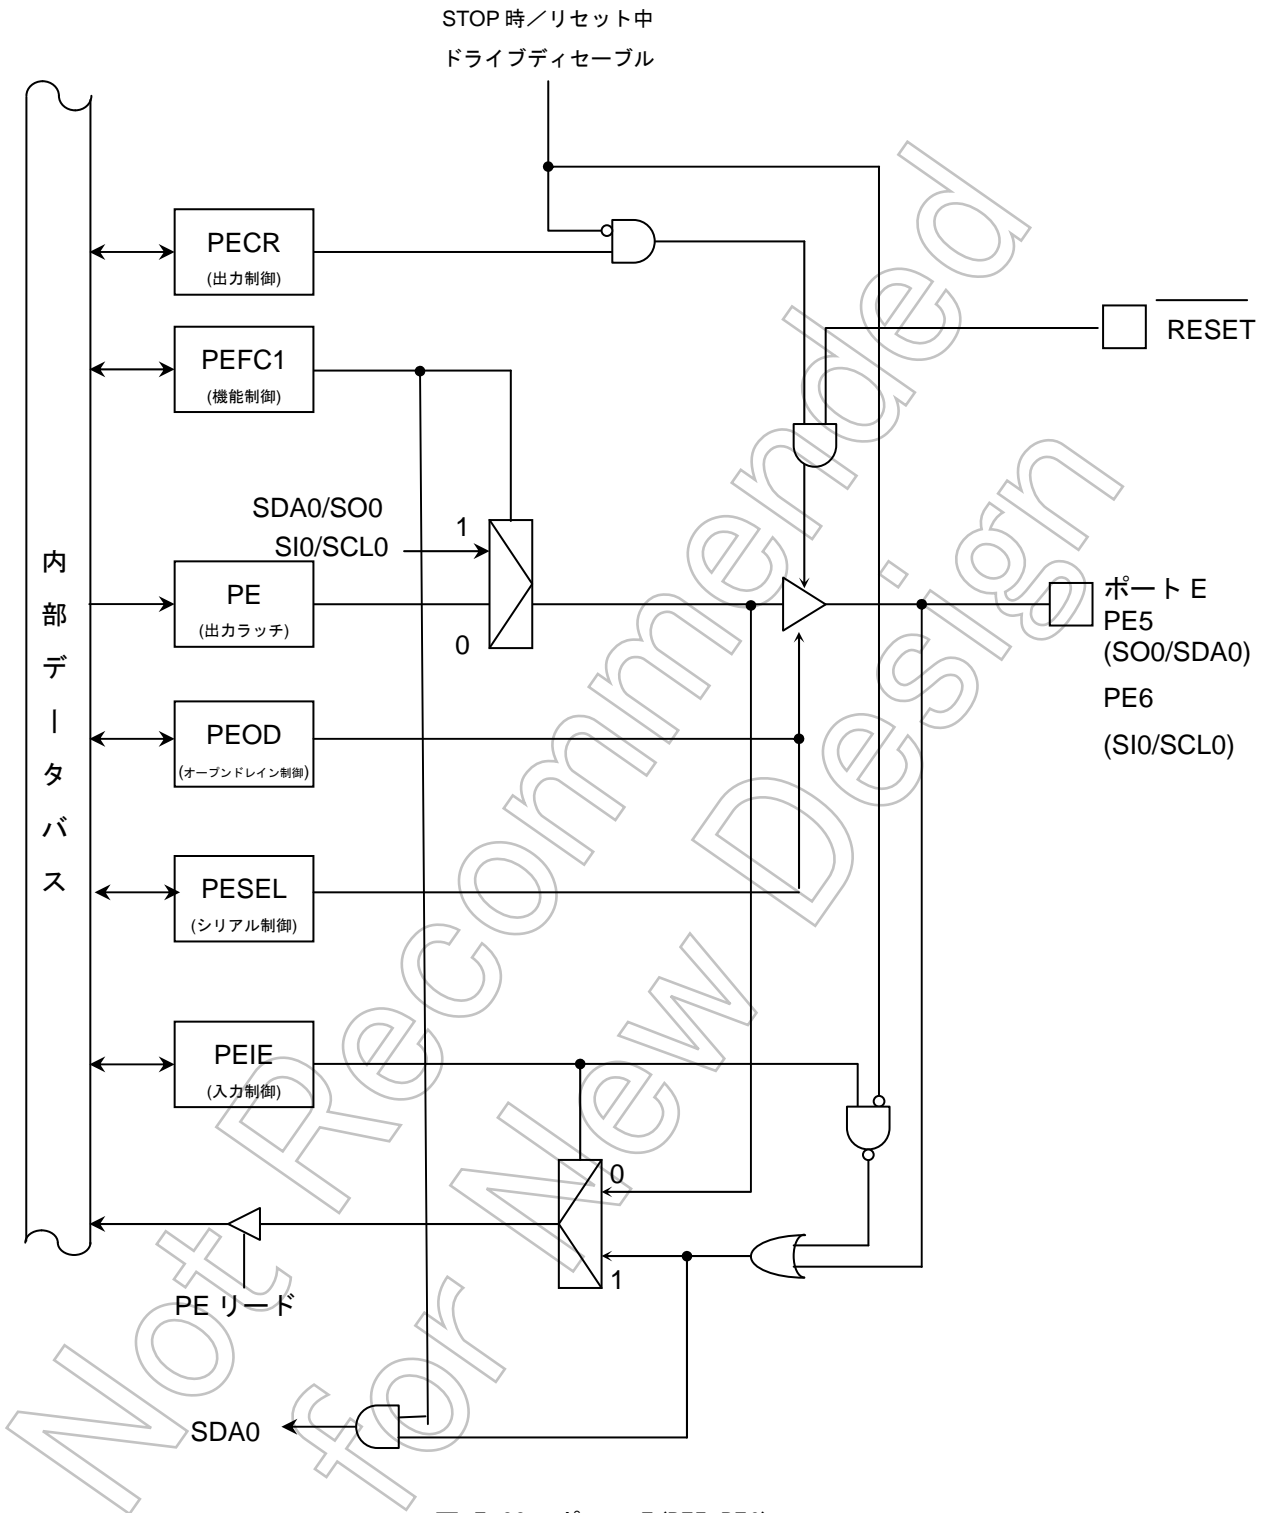 STOP 時／リセット中
ドライブディセーブル
PECR
(出力制御)
RESET
PEFC1
(機能制御)
SDA0/SO0
1
SI0/SCL0
内部データバス
PE
(出力ラッチ)
0
ポート E
PE5
(SO0/SDA0)
PE6
(SI0/SCL0)
PEOD
(オープンドレイン制御)
PESEL
(シリアル制御)
PEIE
(入力制御)
0
1
PE リード
SDA0
Not Recommended
for New Design